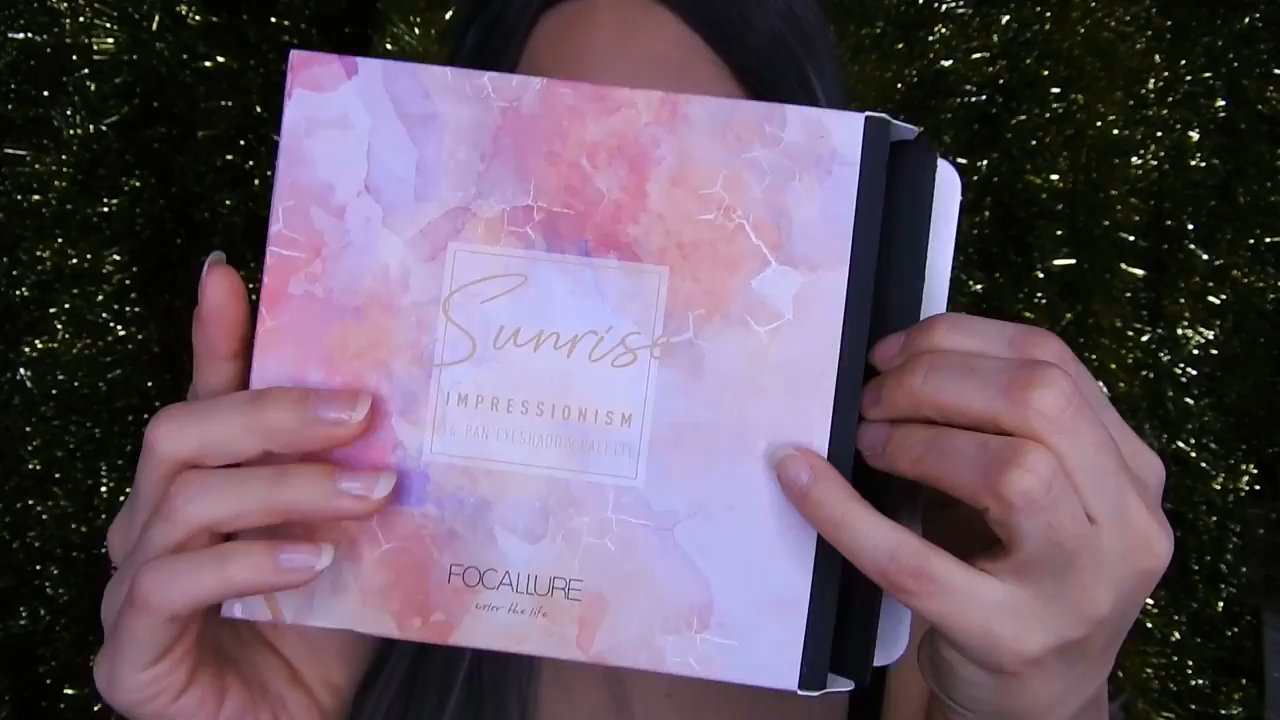 Sunrise
IMPRESSIONISM
16 PAN EYESHADOW PALETTE
FOCALLURE
color the life